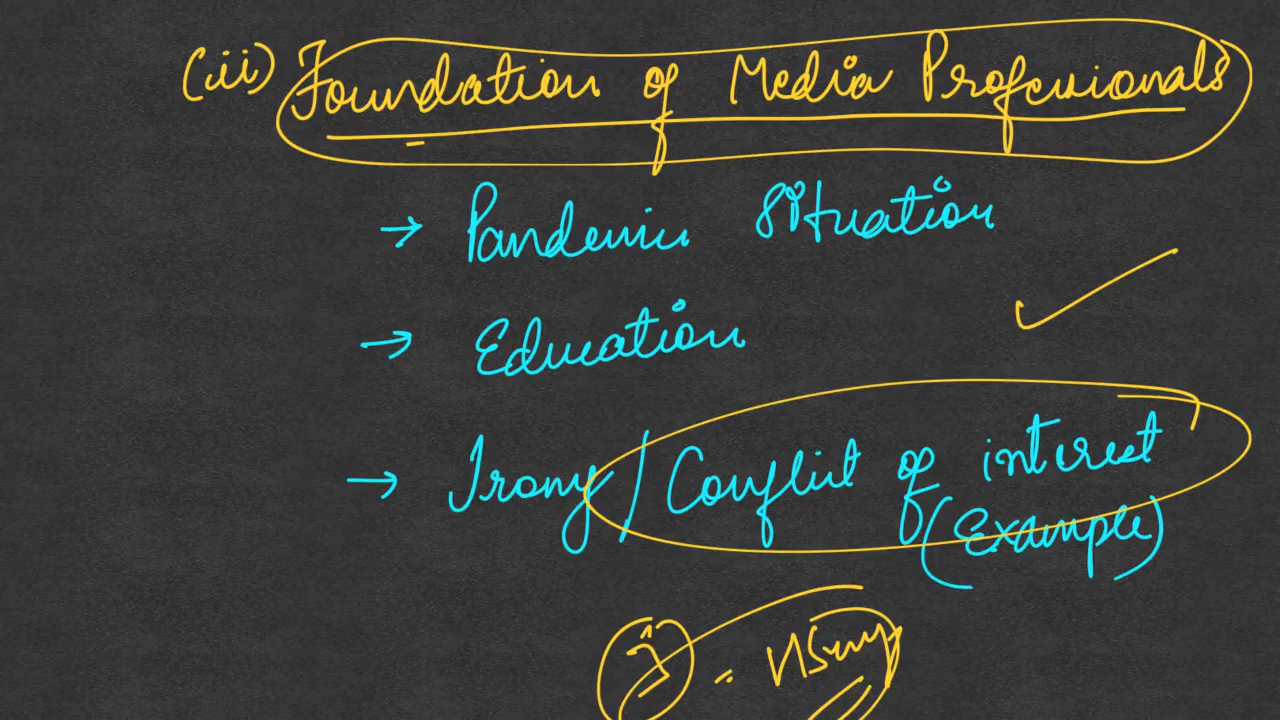 (iii) Foundation of Media Professionals
→ Pandemic Situation
→ Education
→ Irony / Conflict of interest
(Example)